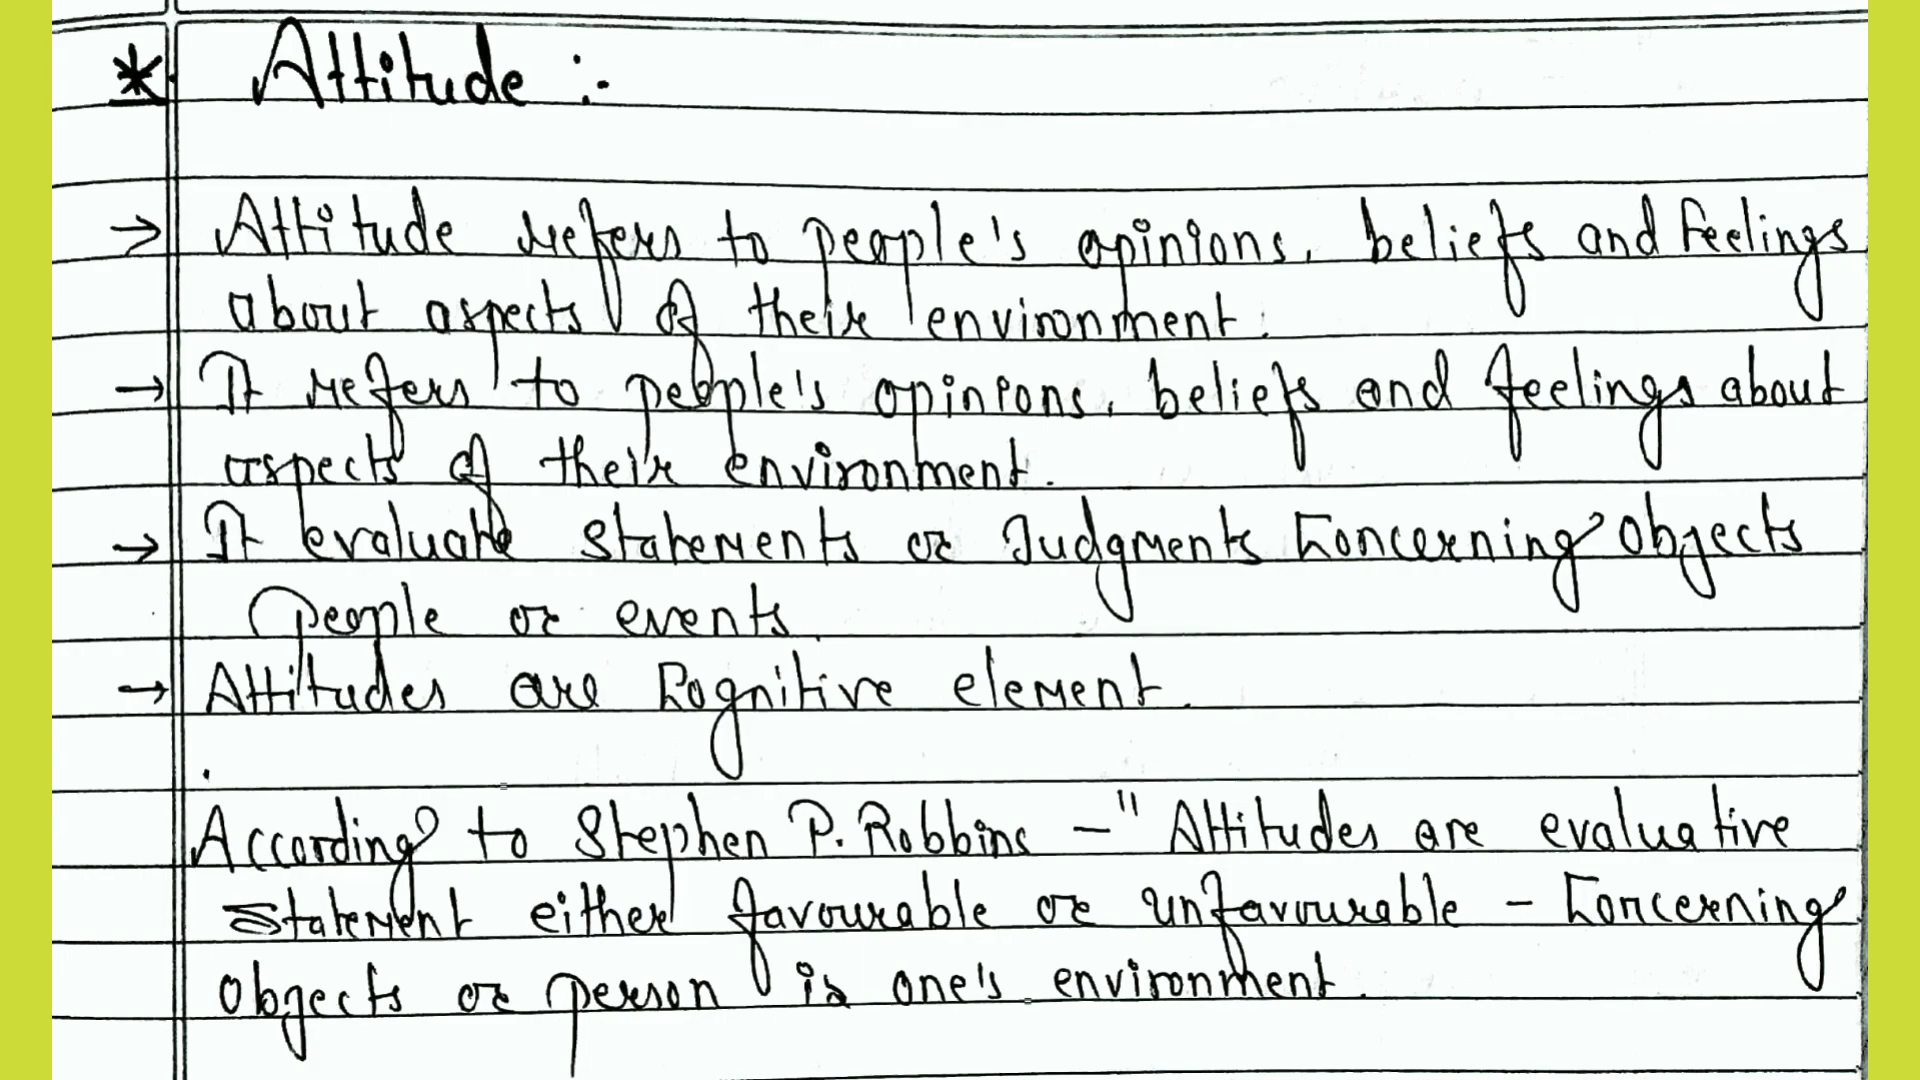 * Attitude :-
→ Attitude refers to people's opinions, beliefs and feelings
about aspects of their environment.
→ It refers to people's opinions, beliefs and feelings about
aspects of their environment.
→ It evaluate statements or Judgments Concerning objects
People or events.
→ Attitudes are Cognitive element.
According to Stephen P. Robbins - " Attitudes are evaluative
Statement either favourable or unfavourable - Concerning
Objects or person is one's environment.